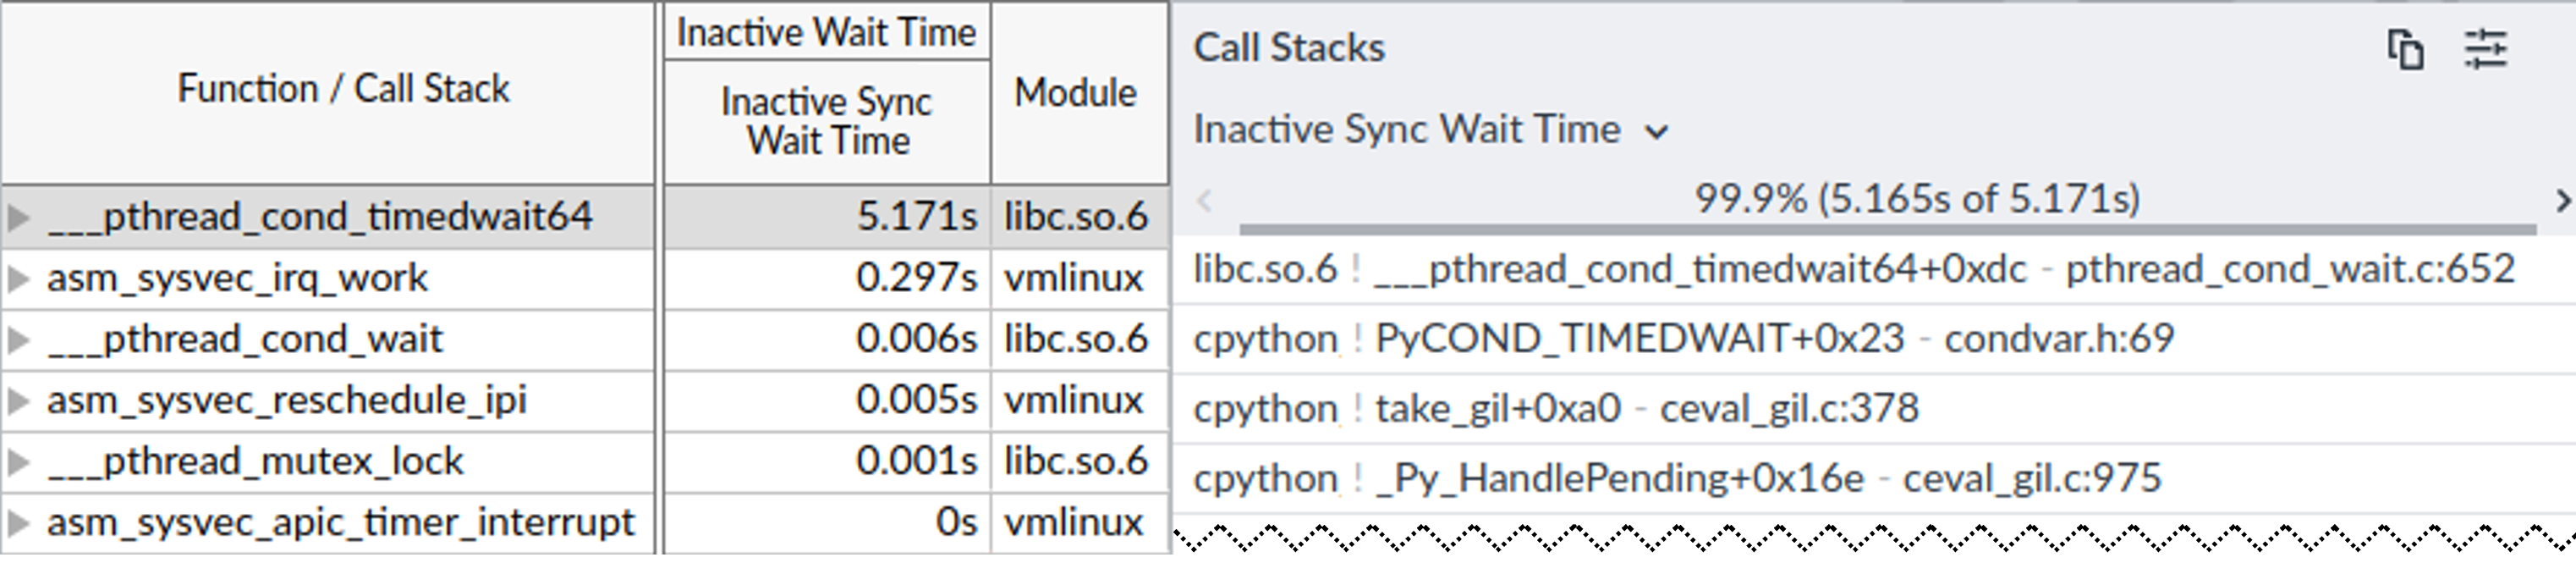 Function / Call Stack
Inactive Wait Time
Inactive Sync
Wait Time
Module
___pthread_cond_timedwait64 5.171s libc.so.6
asm_sysvec_irq_work 0.297s vmlinux
___pthread_cond_wait 0.006s libc.so.6
asm_sysvec_reschedule_ipi 0.005s vmlinux
___pthread_mutex_lock 0.001s libc.so.6
asm_sysvec_apic_timer_interrupt 0s vmlinux
Call Stacks
Inactive Sync Wait Time
99.9% (5.165s of 5.171s)
libc.so.6 ! ___pthread_cond_timedwait64+0xdc - pthread_cond_wait.c:652
cpython ! PyCOND_TIMEDWAIT+0x23 - condvar.h:69
cpython ! take_gil+0xa0 - ceval_gil.c:378
cpython ! _Py_HandlePending+0x16e - ceval_gil.c:975